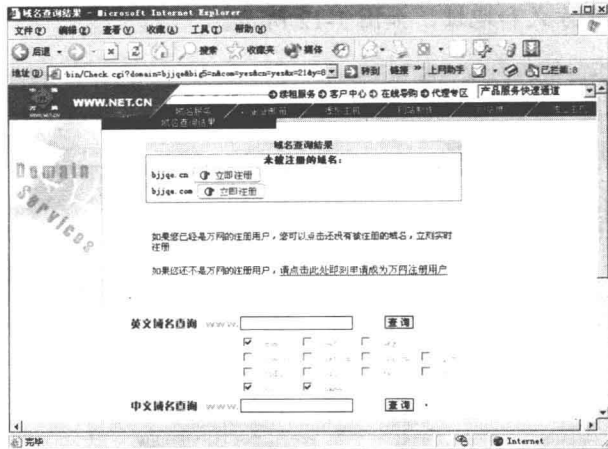 域名查询结果 - Microsoft Internet Explorer
文件(F) 编辑(E) 查看(V) 收藏(A) 工具(T) 帮助(H)
后退 搜索 收藏夹 媒体
地址(D) bin/Check cgi?domain=bjjqe&big5=n&com=yes&cn=yes&x=21&y=8 转到 链接 » 上网助手 已拦截:8
WWW.NET.CN
续租服务 客户中心 在线导购 代理专区 产品服务快速通道
域名查询结果
Domain Services
域名查询结果
未被注册的域名:
bjjqe.cn 立即注册
bjjqe.com 立即注册
如果您已经是万网的注册用户,您可以点击还没有被注册的域名,立刻实时
注册
如果您还不是万网的注册用户,请点击此处即刻申请成为万网注册用户
英文域名查询 www. 查询
中文域名查询 www. 查询
完毕 Internet